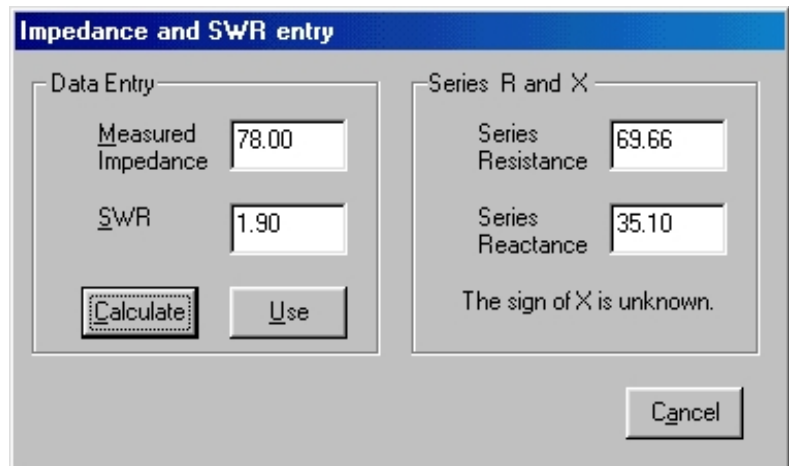 Impedance and SWR entry
Data Entry
Measured
Impedance
78.00
SWR
1.90
Calculate
Use
Series R and X
Series
Resistance
69.66
Series
Reactance
35.10
The sign of X is unknown.
Cancel